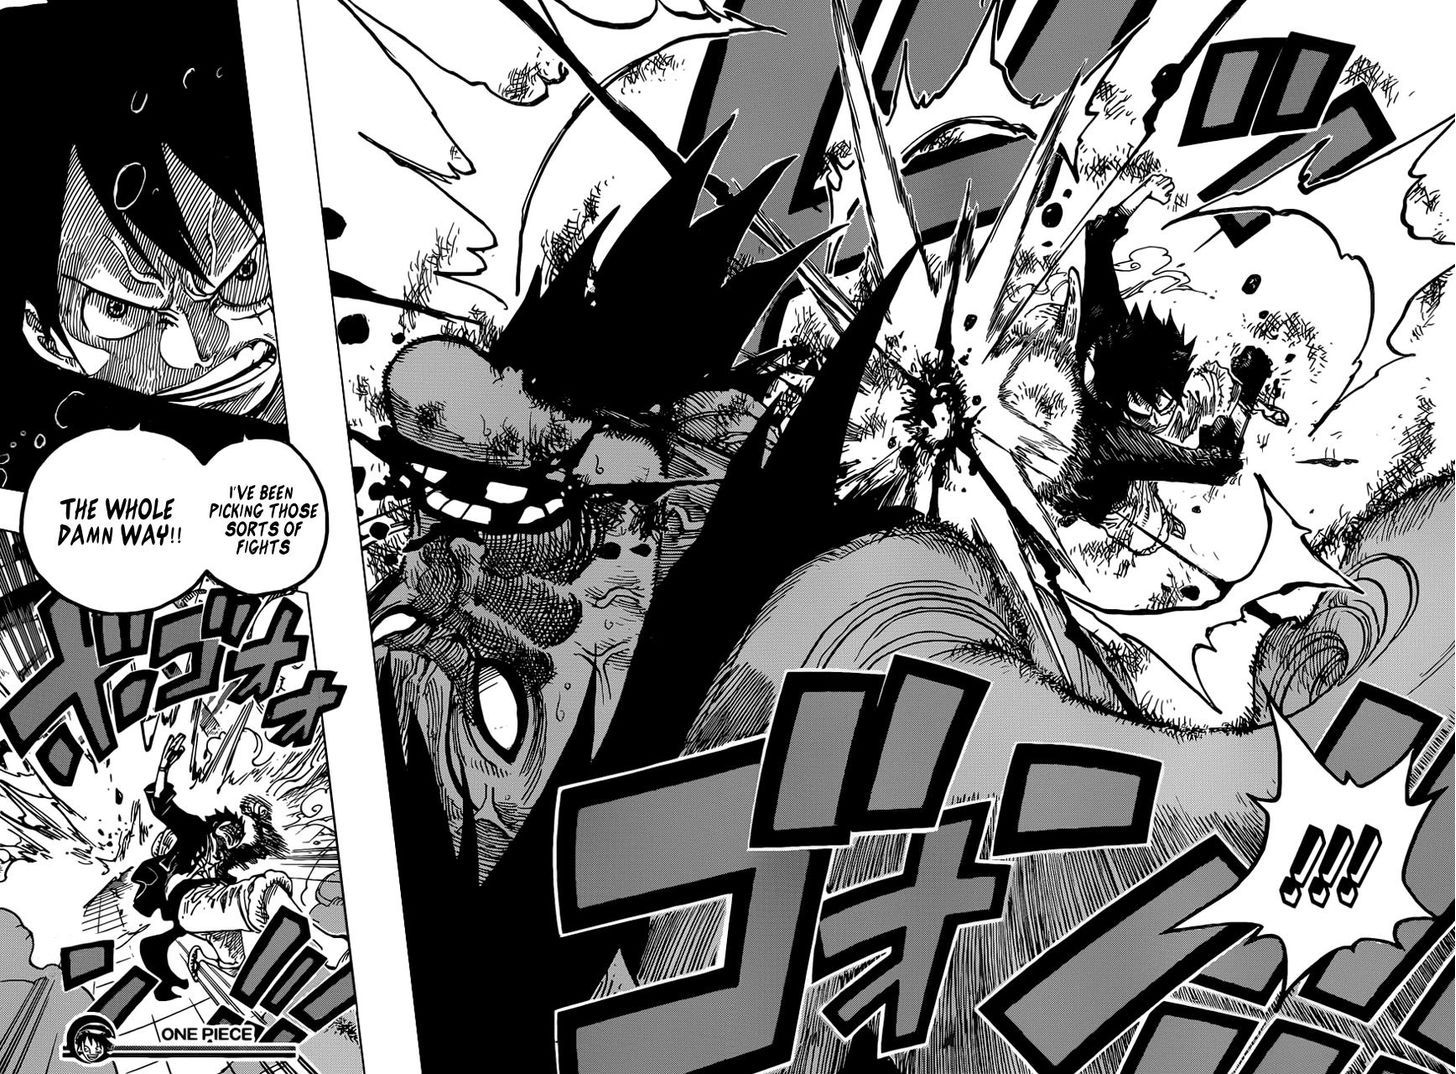 ゴォン
!!!
I'VE BEEN
PICKING THOSE
SORTS OF
FIGHTS
THE WHOLE
DAMN WAY!!
ドゴォォ
ONE PIECE